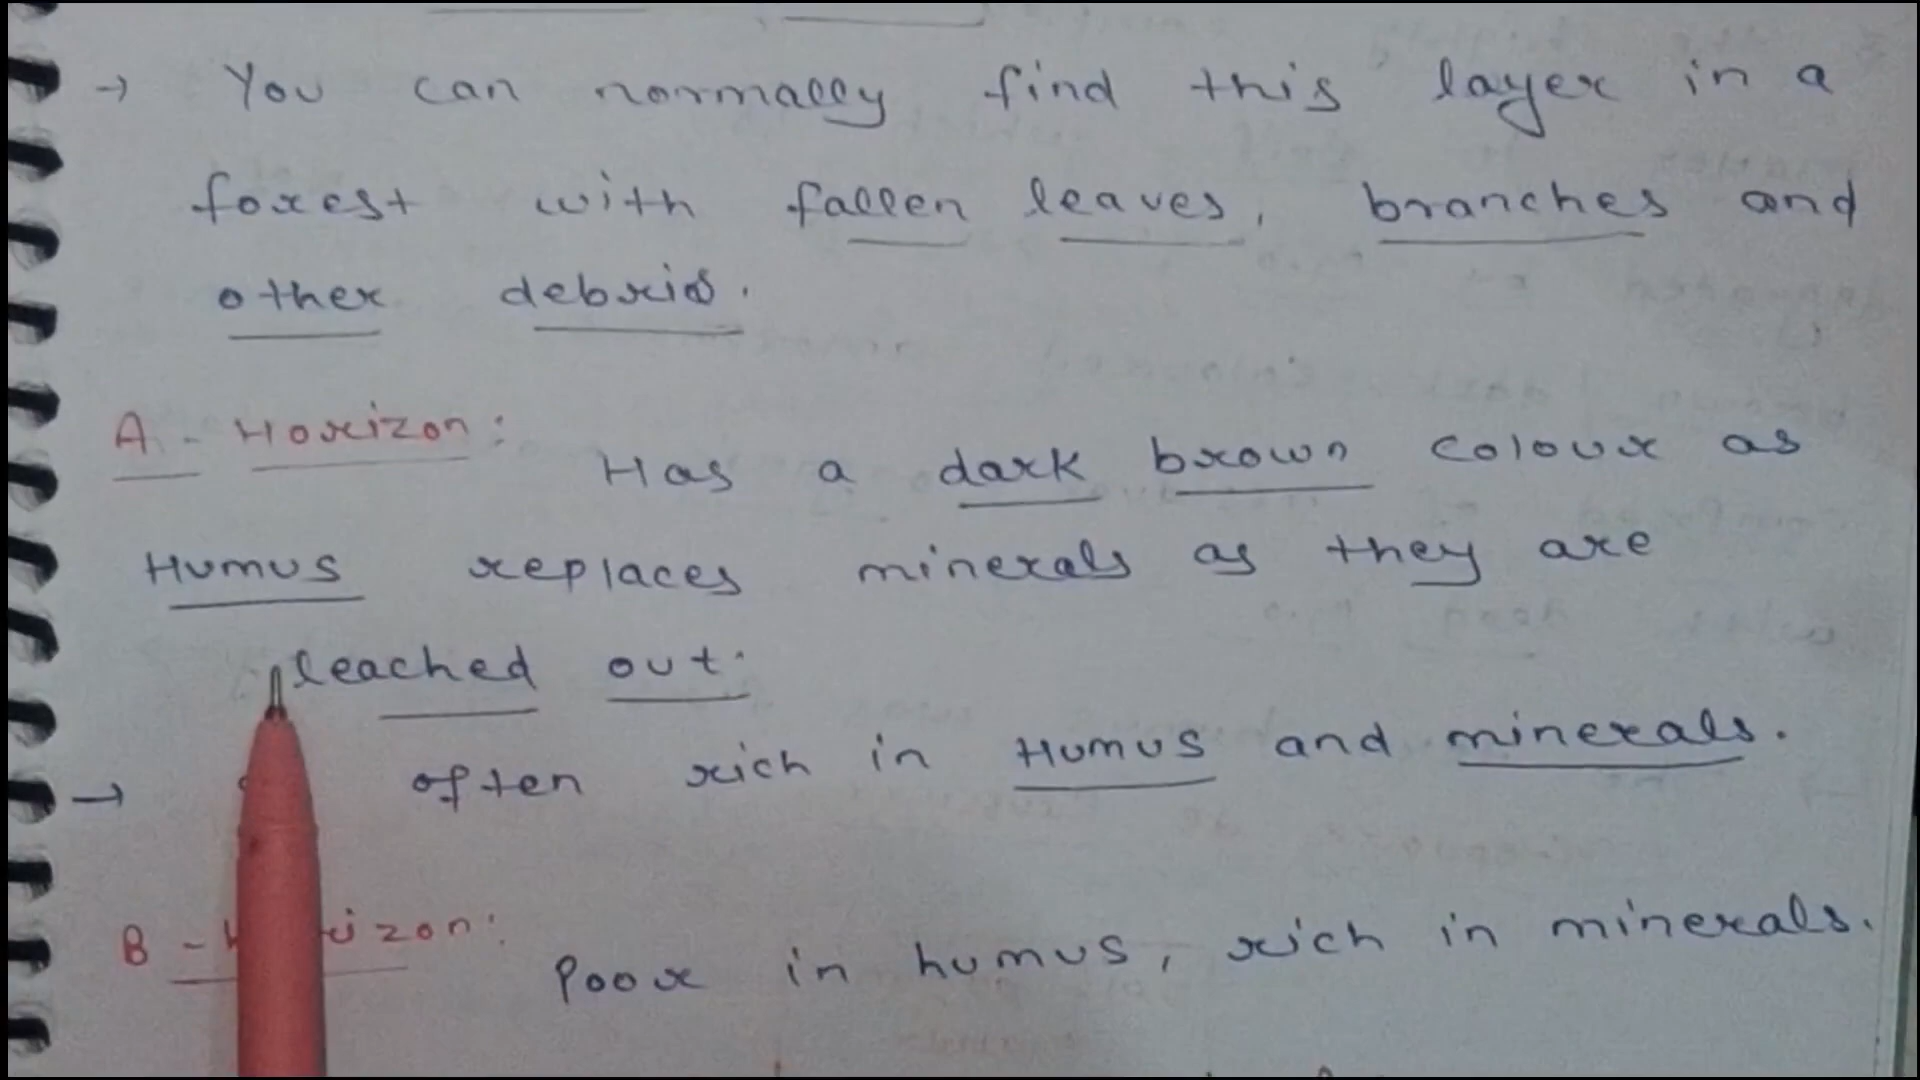 → You can normally find this layer in a
forest with fallen leaves, branches and
other debris.
A - Horizon: Has a dark brown colour as
Humus replaces minerals as they are
leached out.
→ often rich in Humus and minerals.
B - Horizon: Poor in humus, rich in minerals.